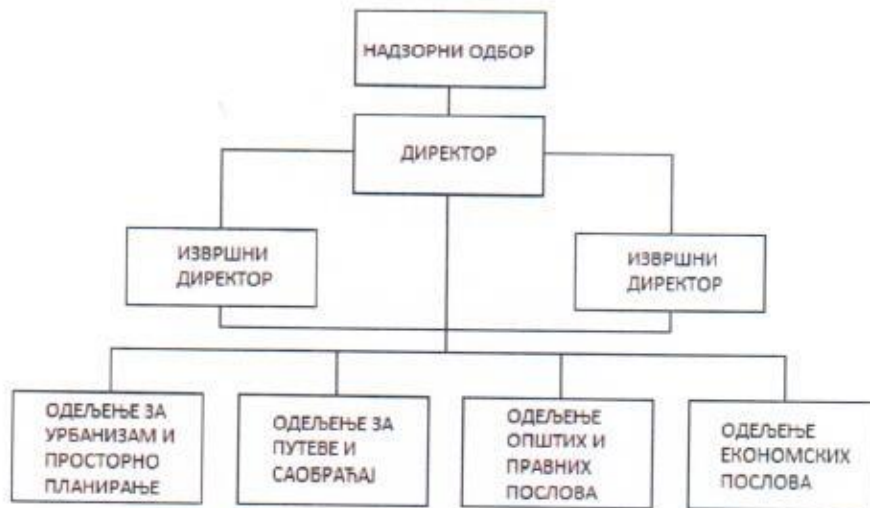 НАДЗОРНИ ОДБОР
ДИРЕКТОР
ИЗВРШНИ
ДИРЕКТОР
ИЗВРШНИ
ДИРЕКТОР
ОДЕЉЕЊЕ ЗА
УРБАНИЗАМ И
ПРОСТОРНО
ПЛАНИРАЊЕ
ОДЕЉЕЊЕ ЗА
ПУТЕВЕ И
САОБРАЋАЈ
ОДЕЉЕЊЕ
ОПШТИХ И
ПРАВНИХ
ПОСЛОВА
ОДЕЉЕЊЕ
ЕКОНОМСКИХ
ПОСЛОВА